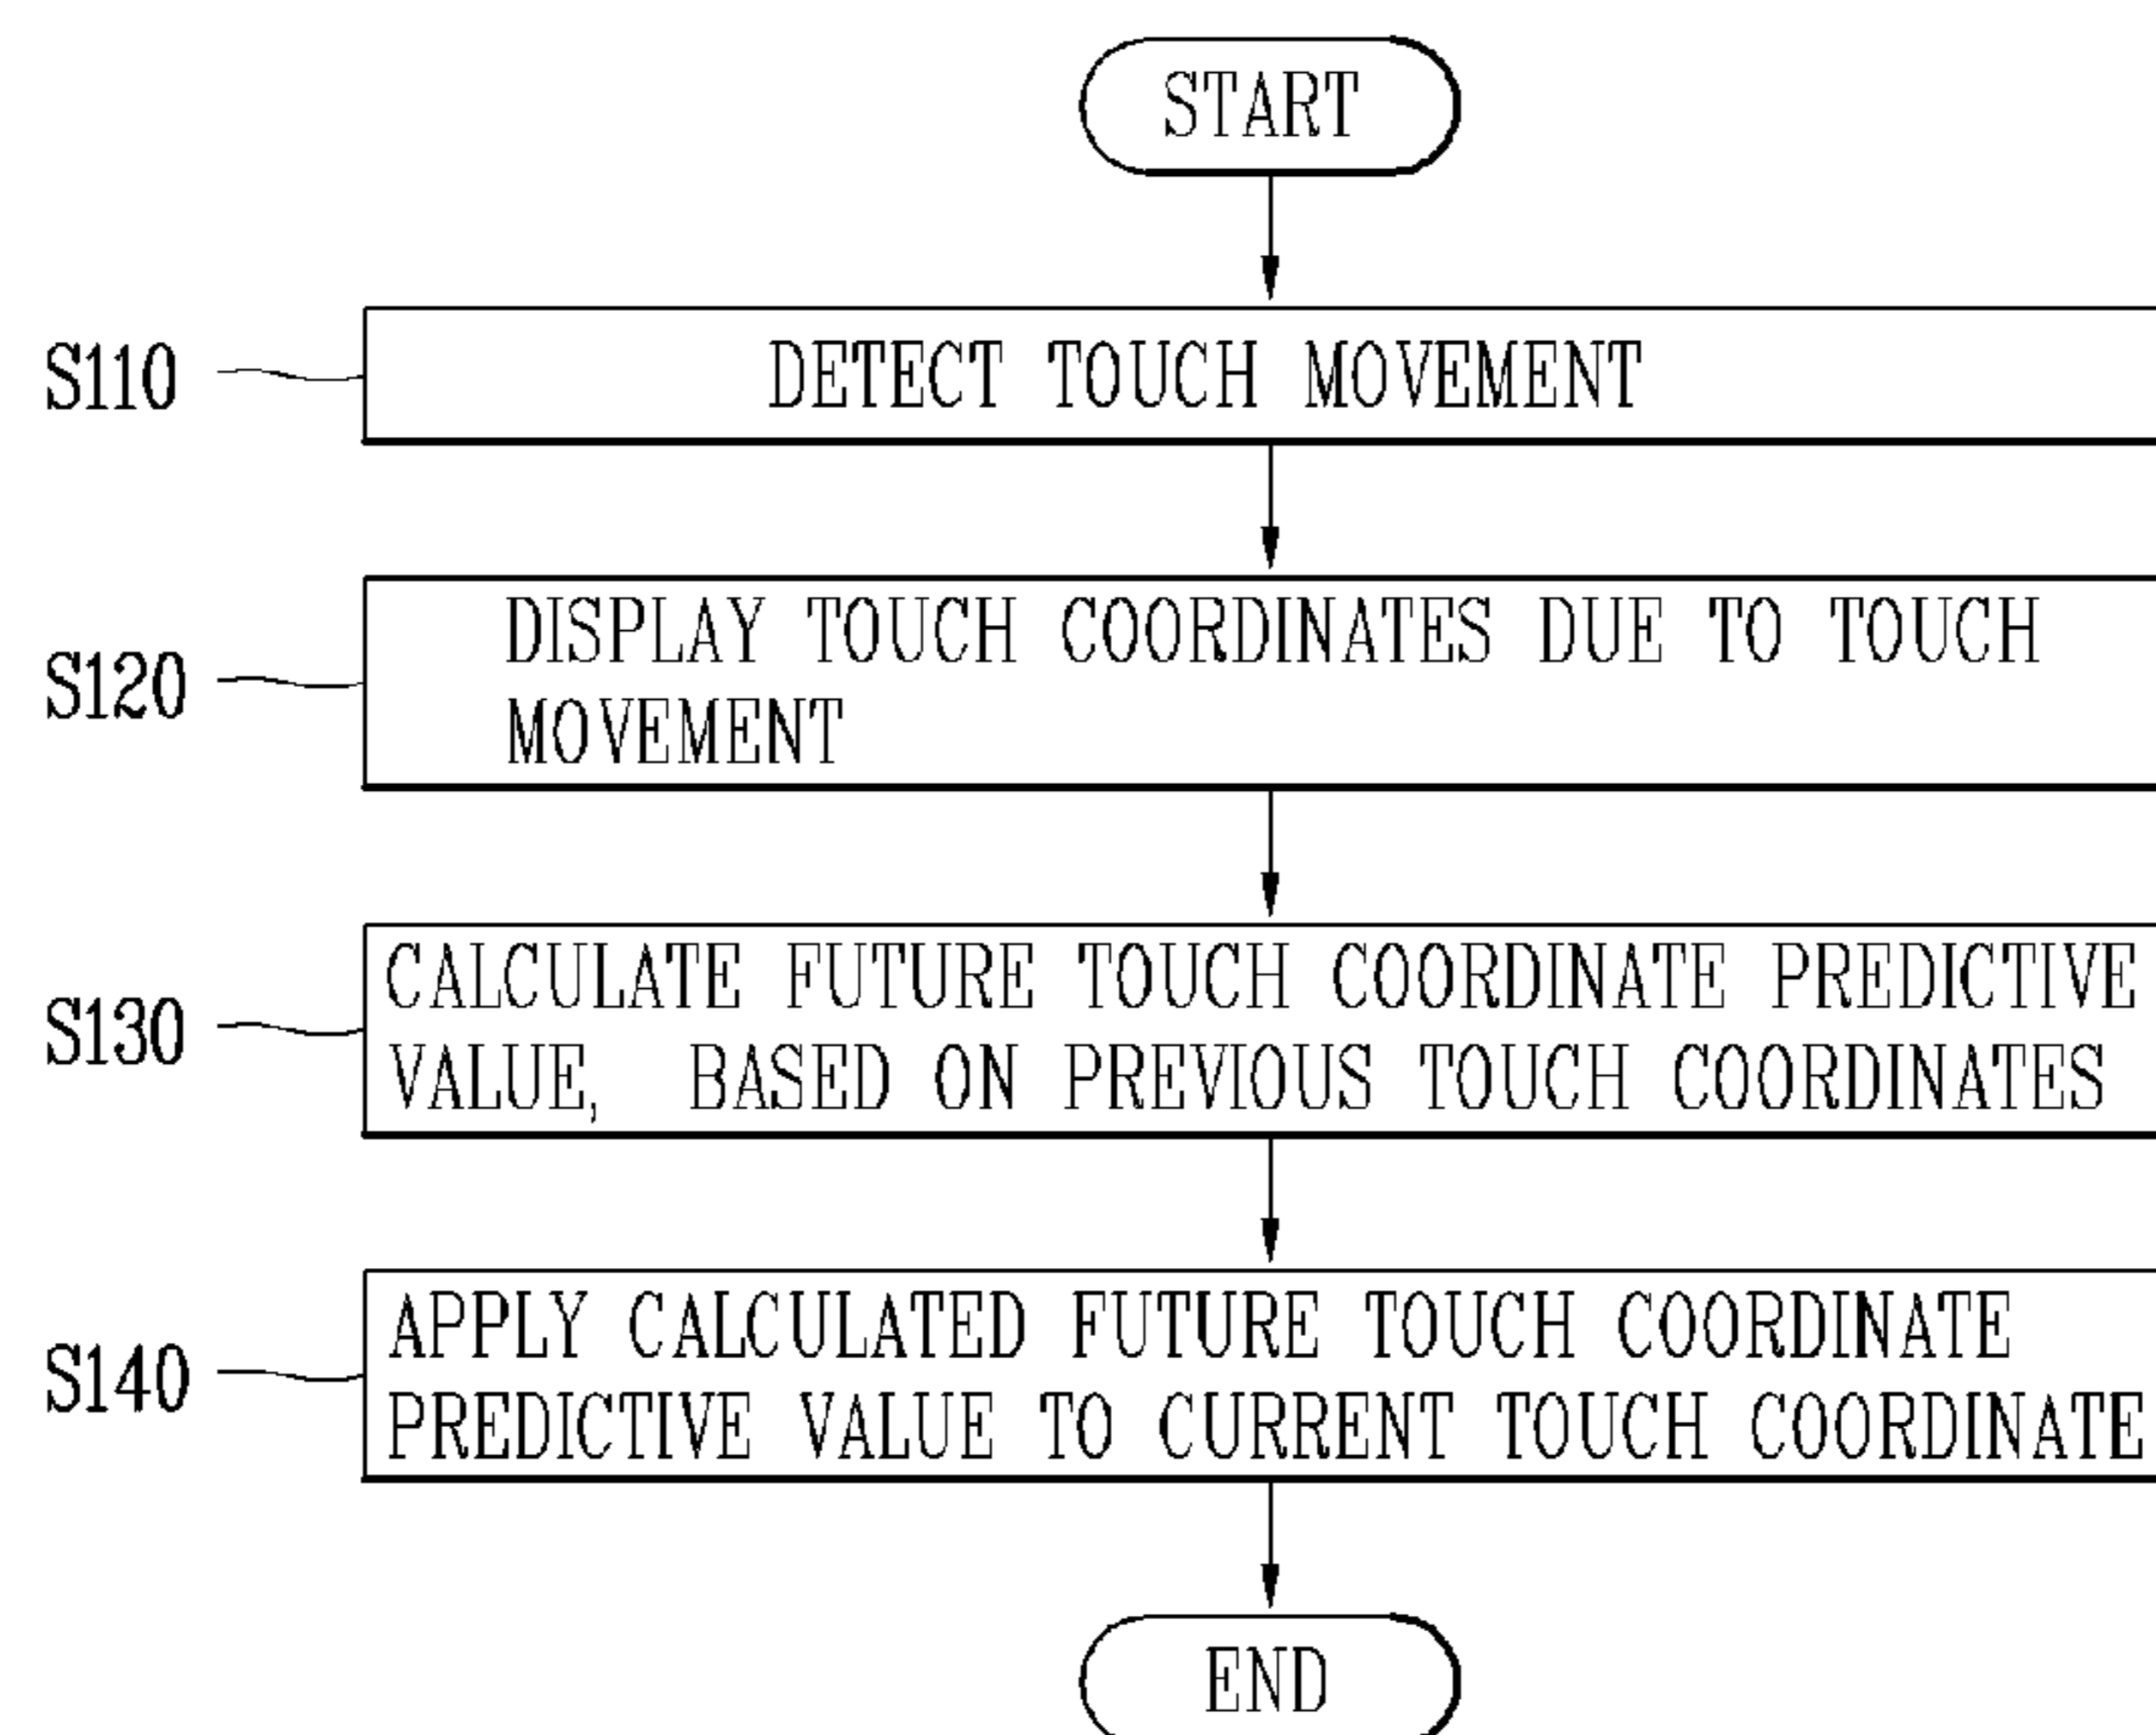 START
S110
DETECT TOUCH MOVEMENT
S120
DISPLAY TOUCH COORDINATES DUE TO TOUCH
MOVEMENT
S130
CALCULATE FUTURE TOUCH COORDINATE PREDICTIVE
VALUE, BASED ON PREVIOUS TOUCH COORDINATES
S140
APPLY CALCULATED FUTURE TOUCH COORDINATE
PREDICTIVE VALUE TO CURRENT TOUCH COORDINATE
END